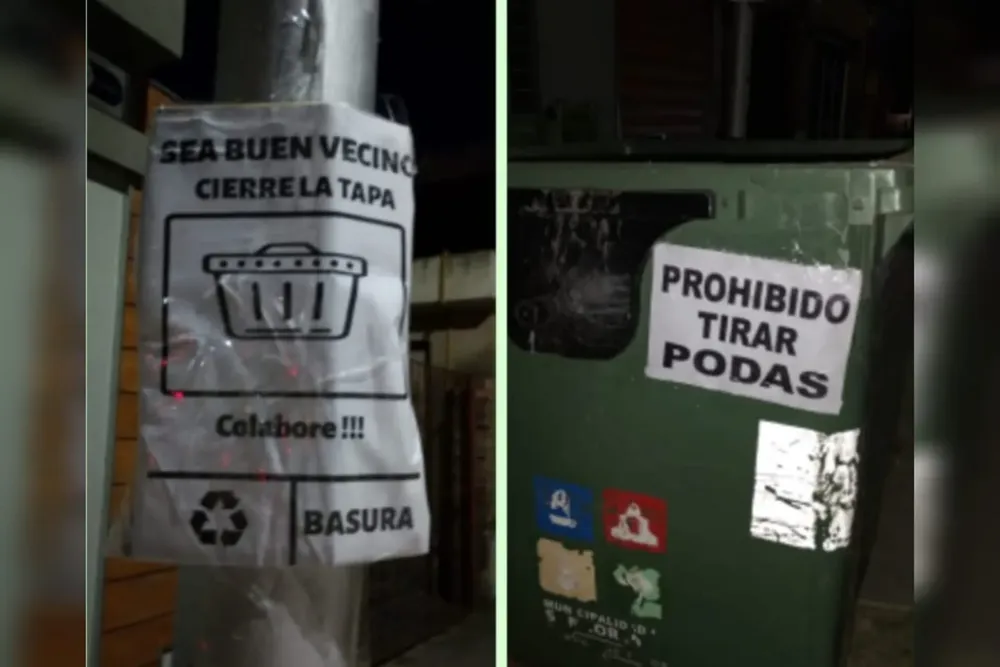 SEA BUEN VECINO
CIERRE LA TAPA
Colabore!!!
BASURA
PROHIBIDO
TIRAR
PODAS